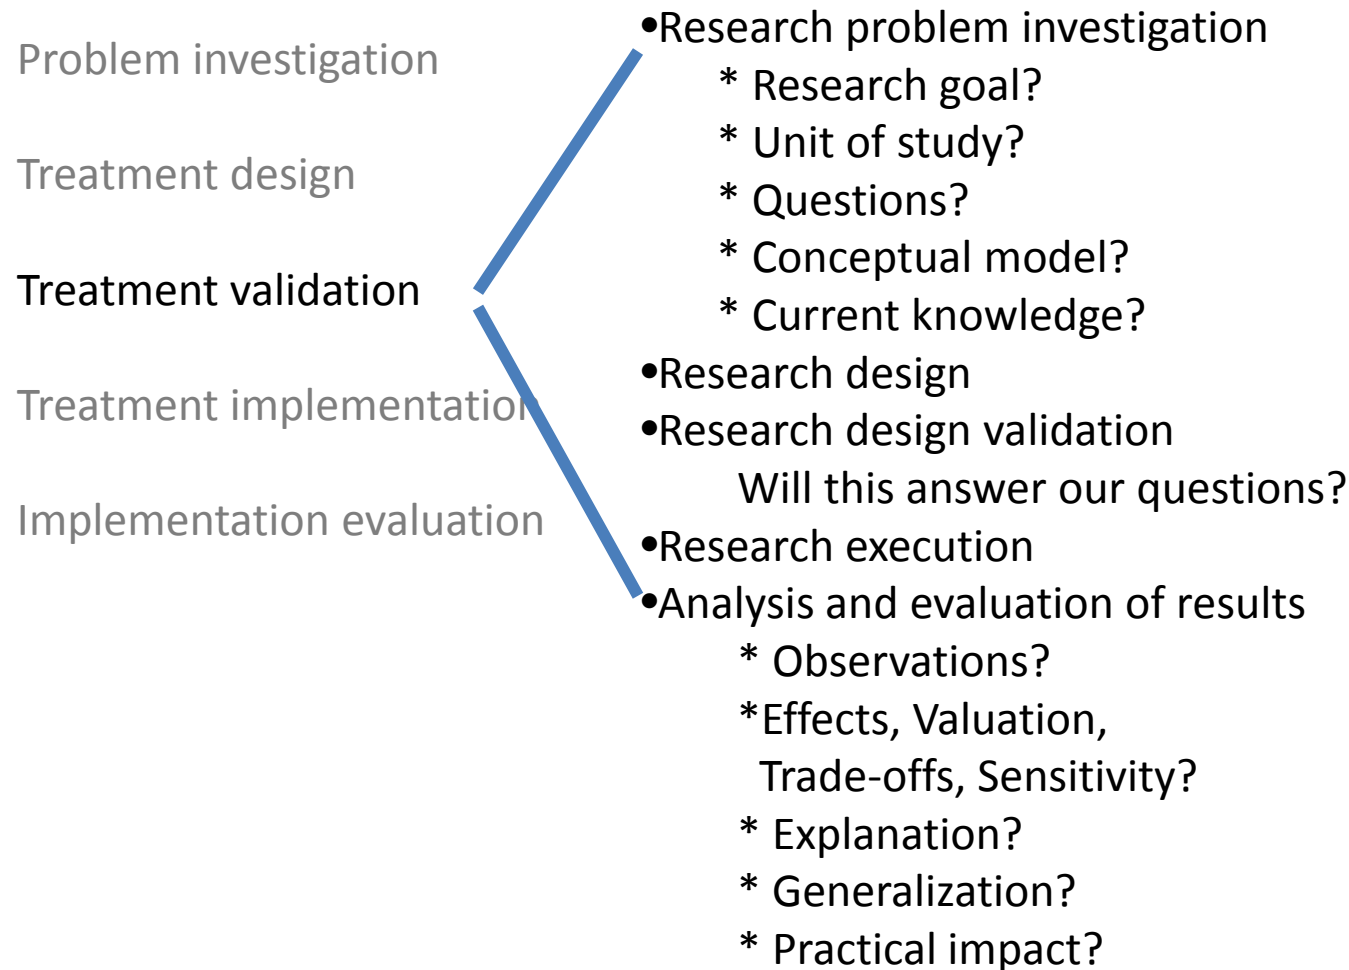 Problem investigation
Treatment design
Treatment validation
Treatment implementation
Implementation evaluation
•Research problem investigation
* Research goal?
* Unit of study?
* Questions?
* Conceptual model?
* Current knowledge?
•Research design
•Research design validation
Will this answer our questions?
•Research execution
•Analysis and evaluation of results
* Observations?
*Effects, Valuation,
Trade-offs, Sensitivity?
* Explanation?
* Generalization?
* Practical impact?